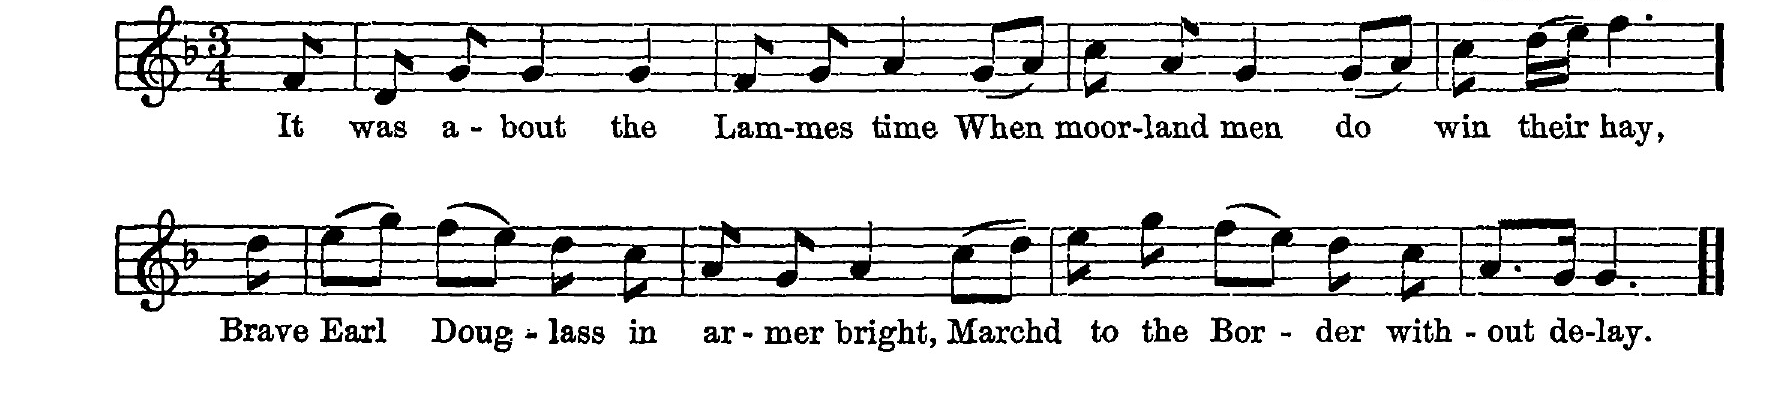 3
4
It was a - bout the Lam-mes time When moor-land men do win their hay,
Brave Earl Doug - lass in ar - mer bright, Marchd to the Bor - der with - out de-lay.